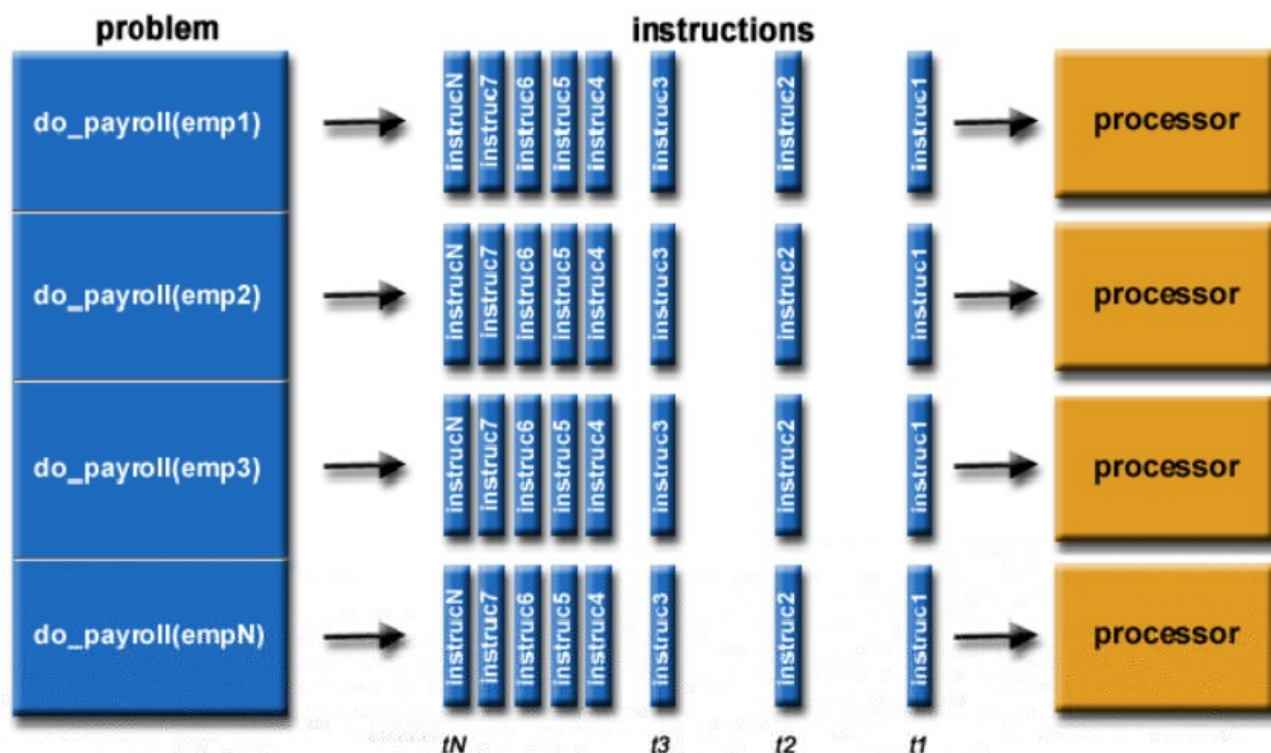 problem instructions
do_payroll(emp1) instrucN instruc7 instruc6 instruc5 instruc4 instruc3 instruc2 instruc1 processor
do_payroll(emp2) instrucN instruc7 instruc6 instruc5 instruc4 instruc3 instruc2 instruc1 processor
do_payroll(emp3) instrucN instruc7 instruc6 instruc5 instruc4 instruc3 instruc2 instruc1 processor
do_payroll(empN) instrucN instruc7 instruc6 instruc5 instruc4 instruc3 instruc2 instruc1 processor
tN t3 t2 t1